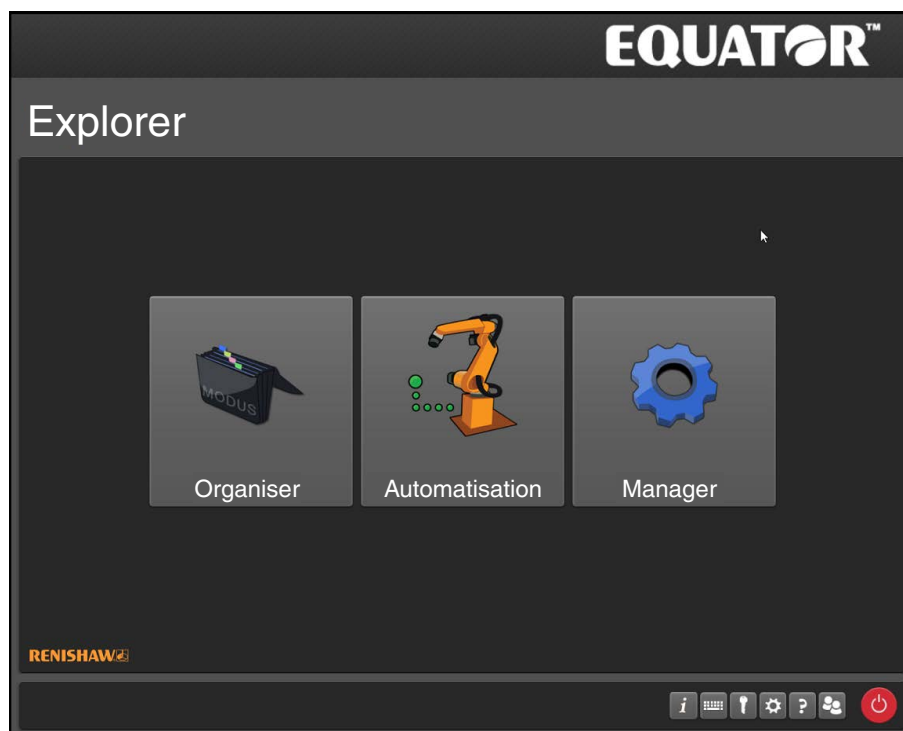 EQUATOR™
Explorer
MODUS
Organiser
Automatisation
Manager
RENISHAW
i
?